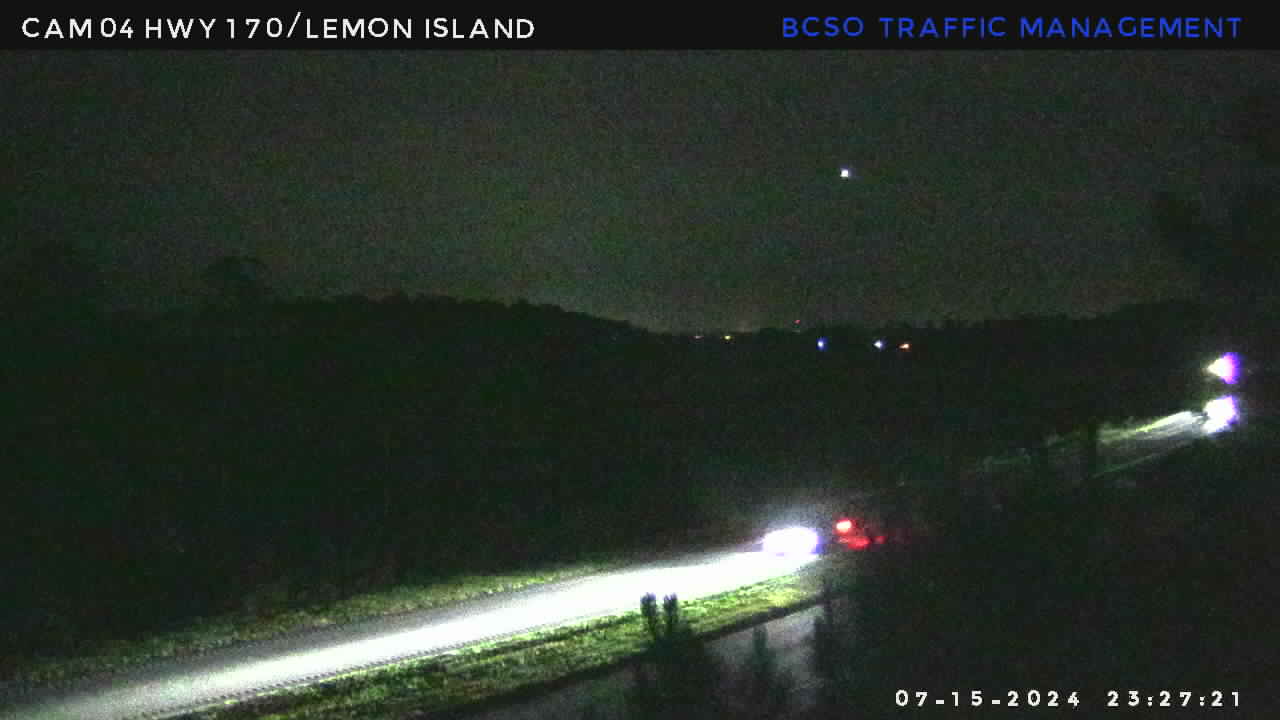 CAM04 HWY 170/LEMON ISLAND
BCSO TRAFFIC MANAGEMENT
07-15-2024 23:27:21